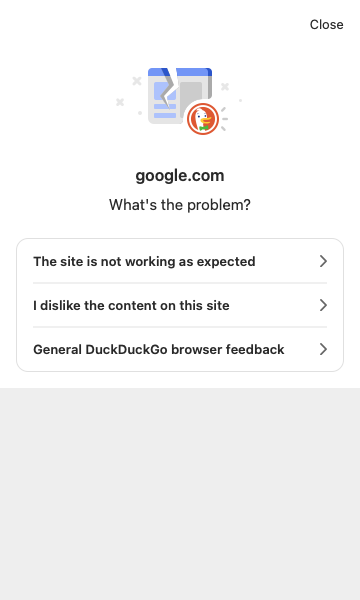 Close
google.com
What's the problem?
The site is not working as expected
I dislike the content on this site
General DuckDuckGo browser feedback